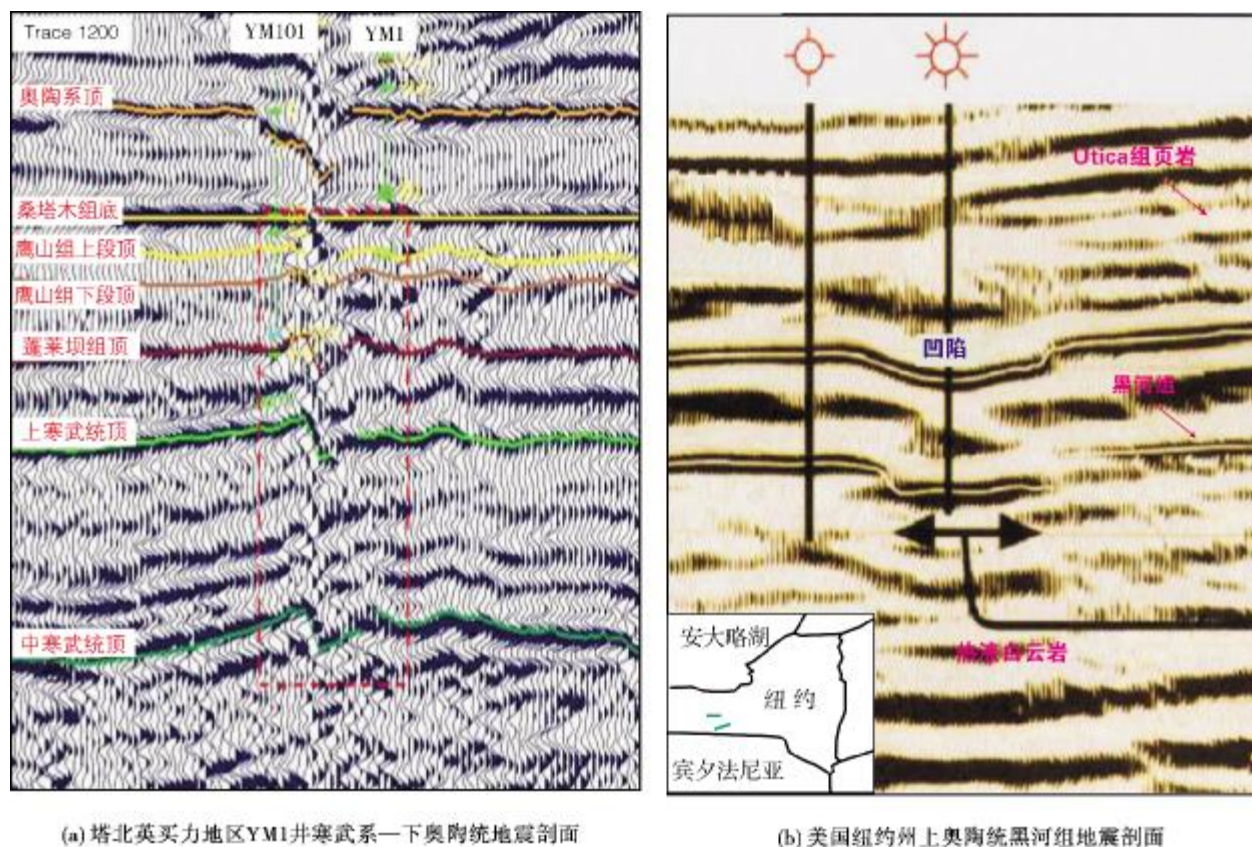 Trace 1200
YM101
YM1
奥陶系顶
桑塔木组底
鹰山组上段顶
鹰山组下段顶
蓬莱坝组顶
上寒武统顶
中寒武统顶
(a) 塔北英买力地区YM1井寒武系—下奥陶统地震剖面
Utica组页岩
凹陷
黑河组
热液白云岩
安大略湖
纽约
宾夕法尼亚
(b) 美国纽约州上奥陶统黑河组地震剖面